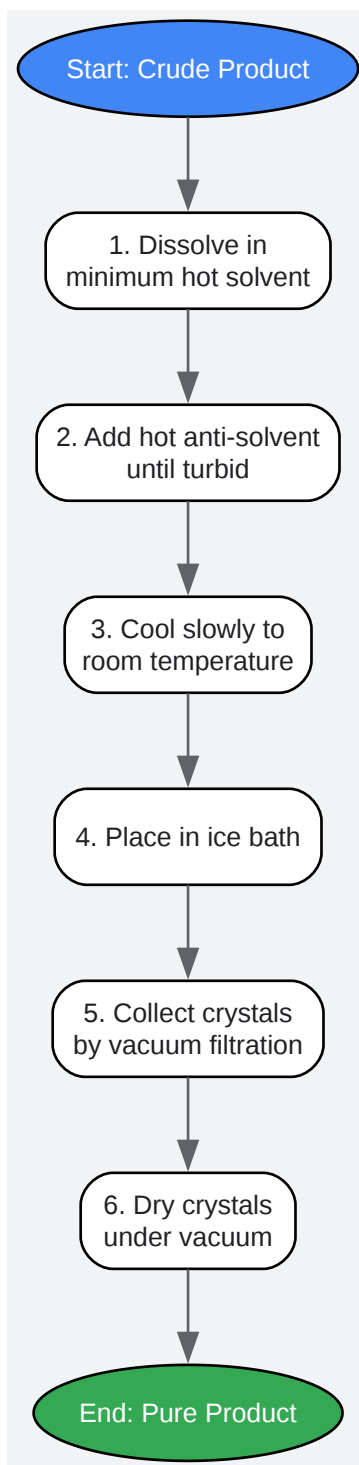 Start: Crude Product
1. Dissolve in
minimum hot solvent
2. Add hot anti-solvent
until turbid
3. Cool slowly to
room temperature
4. Place in ice bath
5. Collect crystals
by vacuum filtration
6. Dry crystals
under vacuum
End: Pure Product